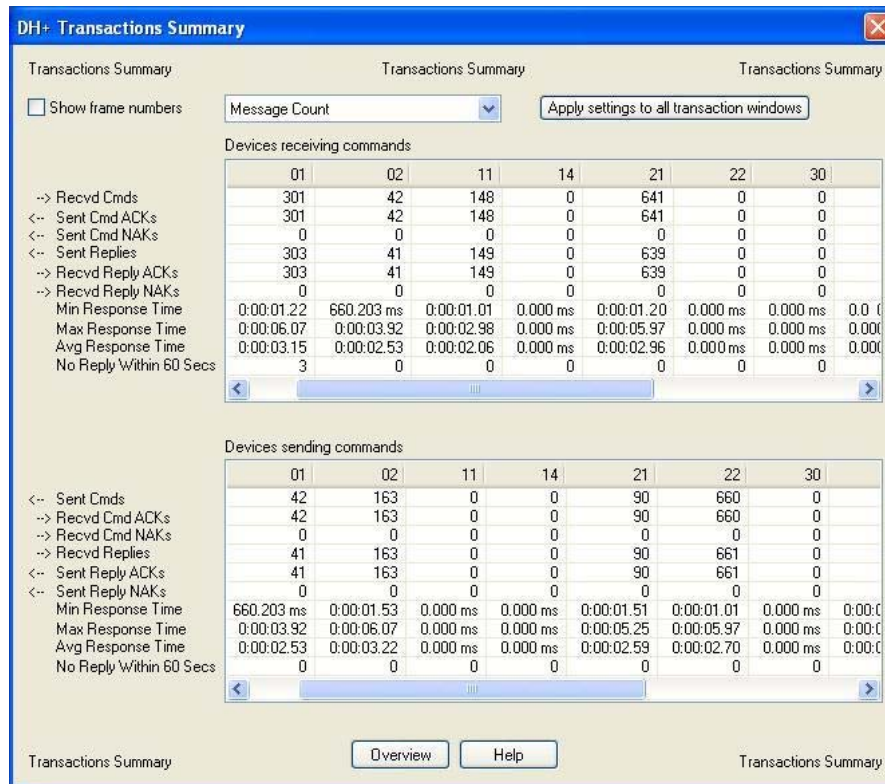 DH+ Transactions Summary
Transactions Summary Transactions Summary Transactions Summary
Show frame numbers Message Count Apply settings to all transaction windows
Devices receiving commands
01 02 11 14 21 22 30
--> Recvd Cmds 301 42 148 0 641 0 0
<-- Sent Cmd ACKs 301 42 148 0 641 0 0
<-- Sent Cmd NAKs 0 0 0 0 0 0 0
<-- Sent Replies 303 41 149 0 639 0 0
--> Recvd Reply ACKs 303 41 149 0 639 0 0
--> Recvd Reply NAKs 0 0 0 0 0 0 0
Min Response Time 0:00:01.22 660.203 ms 0:00:01.01 0.000 ms 0:00:01.20 0.000 ms 0.000 ms 0.0
Max Response Time 0:00:06.07 0:00:03.92 0:00:02.98 0.000 ms 0:00:05.97 0.000 ms 0.000 ms 0.00
Avg Response Time 0:00:03.15 0:00:02.53 0:00:02.06 0.000 ms 0:00:02.96 0.000 ms 0.000 ms 0.00
No Reply Within 60 Secs 3 0 0 0 0 0 0
Devices sending commands
01 02 11 14 21 22 30
<-- Sent Cmds 42 163 0 0 90 660 0
--> Recvd Cmd ACKs 42 163 0 0 90 660 0
--> Recvd Cmd NAKs 0 0 0 0 0 0 0
--> Recvd Replies 41 163 0 0 90 661 0
<-- Sent Reply ACKs 41 163 0 0 90 661 0
<-- Sent Reply NAKs 0 0 0 0 0 0 0
Min Response Time 660.203 ms 0:00:01.53 0.000 ms 0.000 ms 0:00:01.51 0:00:01.01 0.000 ms 0:00:
Max Response Time 0:00:03.92 0:00:06.07 0.000 ms 0.000 ms 0:00:05.25 0:00:05.97 0.000 ms 0:00:
Avg Response Time 0:00:02.53 0:00:03.22 0.000 ms 0.000 ms 0:00:02.59 0:00:02.70 0.000 ms 0:00:
No Reply Within 60 Secs 0 0 0 0 0 0 0
Overview Help
Transactions Summary Transactions Summary